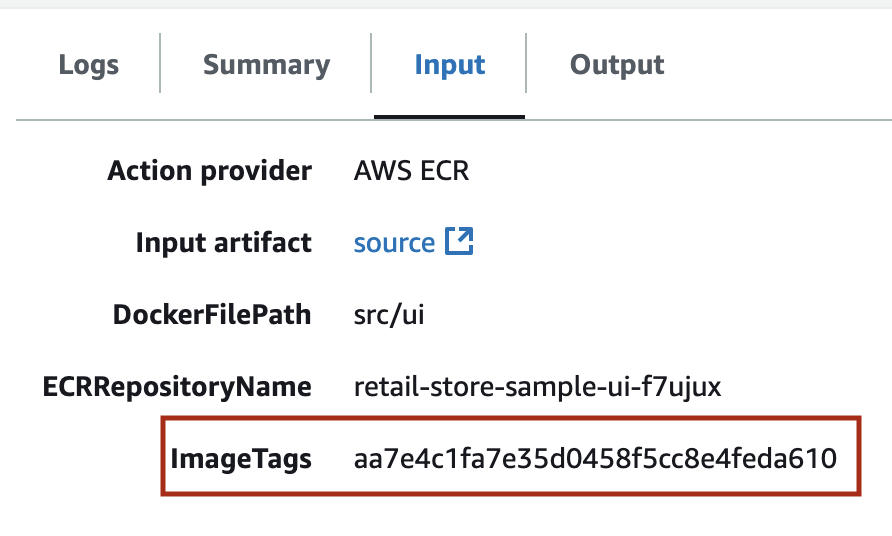 Logs Summary Input Output
Action provider AWS ECR
Input artifact source
DockerFilePath src/ui
ECRRepositoryName retail-store-sample-ui-f7ujux
ImageTags aa7e4c1fa7e35d0458f5cc8e4feda610